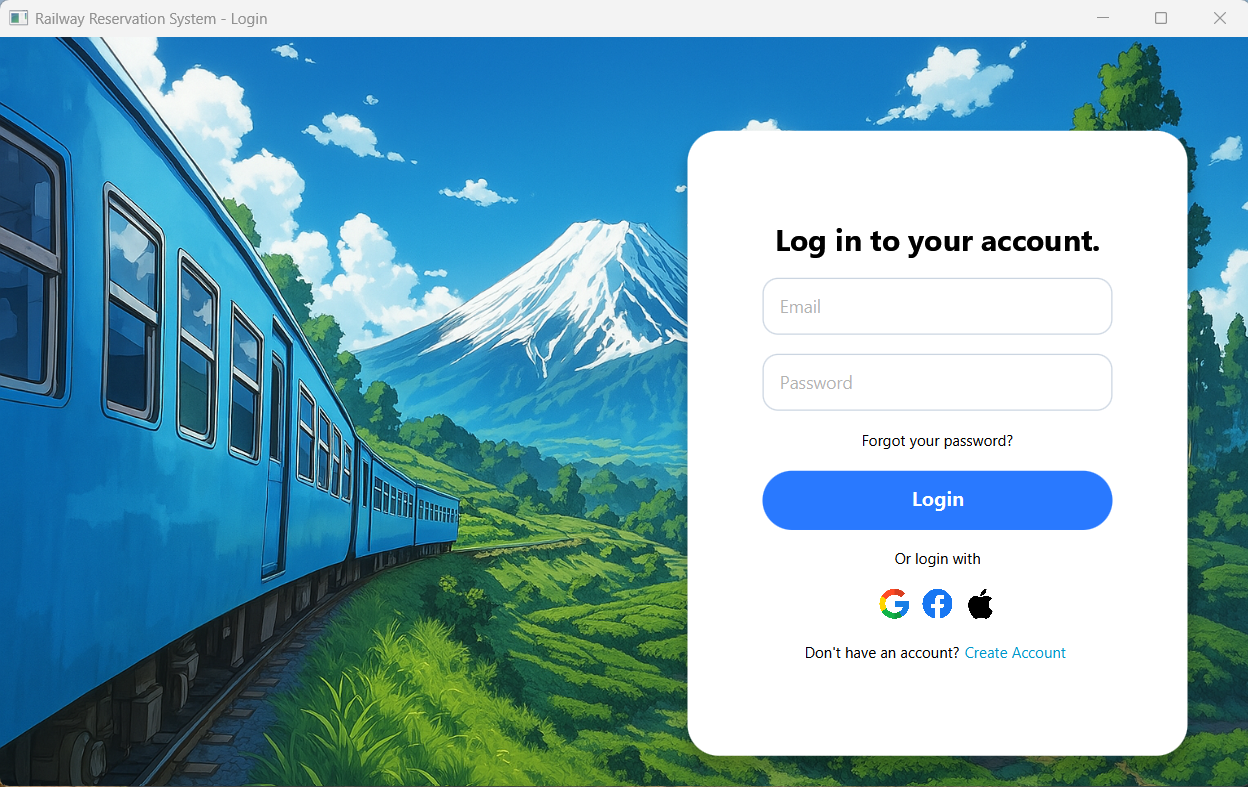 Railway Reservation System - Login
Log in to your account.
Email
Password
Forgot your password?
Login
Or login with
Don't have an account? Create Account